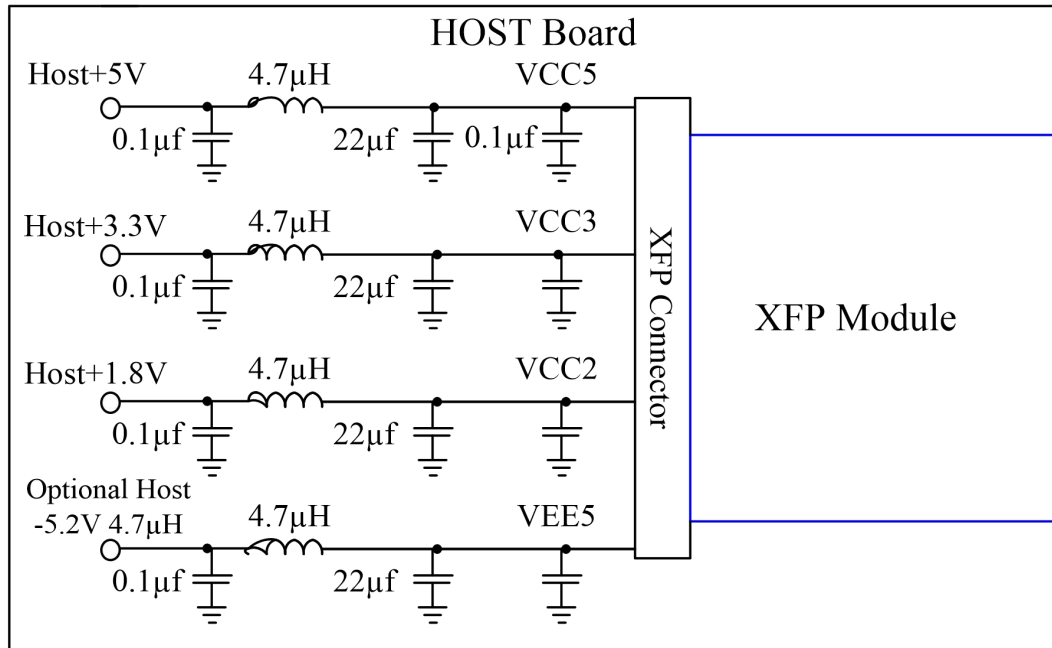 HOST Board
Host+5V
4.7µH
VCC5
0.1µf
22µf
0.1µf
Host+3.3V
4.7µH
VCC3
0.1µf
22µf
Host+1.8V
4.7µH
VCC2
0.1µf
22µf
Optional Host
-5.2V 4.7µH
4.7µH
VEE5
0.1µf
22µf
XFP Connector
XFP Module